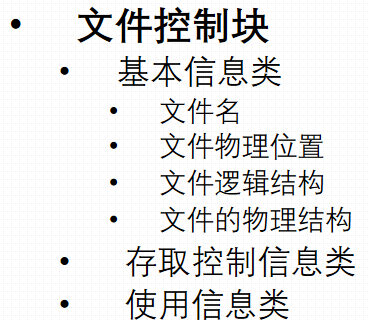 • 文件控制块
• 基本信息类
• 文件名
• 文件物理位置
• 文件逻辑结构
• 文件的物理结构
• 存取控制信息类
• 使用信息类